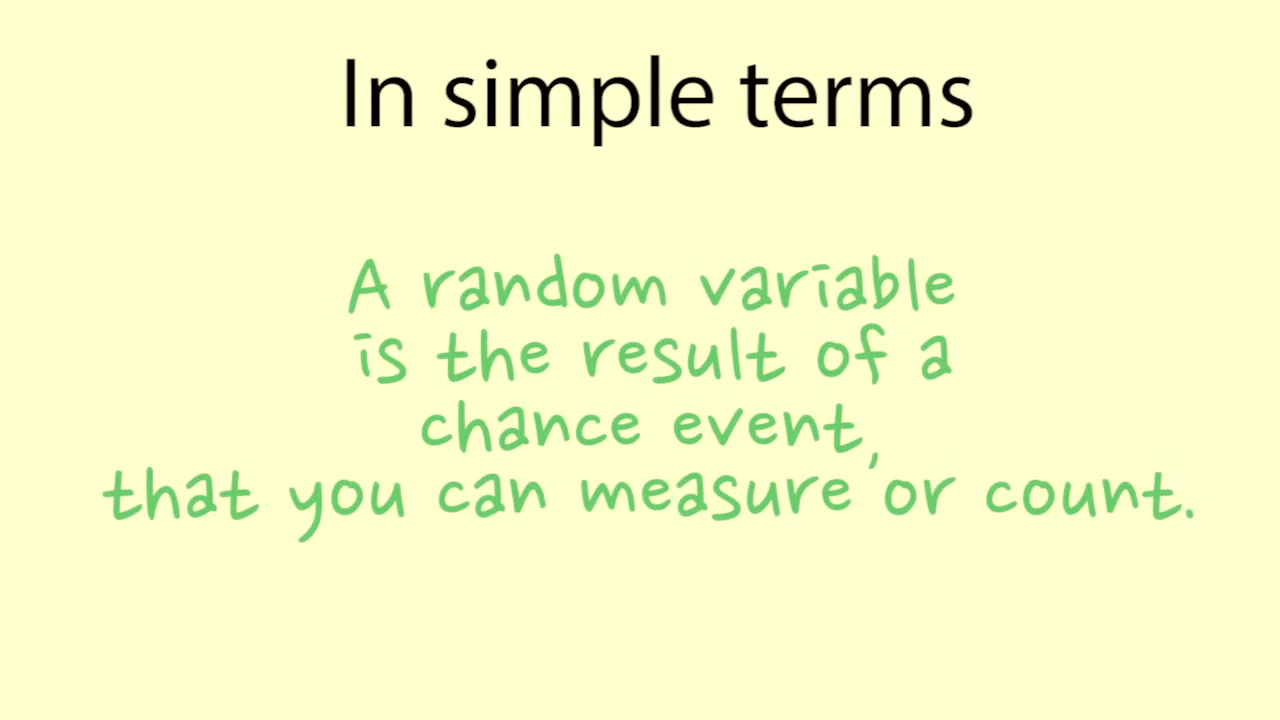 In simple terms
A random variable
is the result of a
chance event,
that you can measure or count.